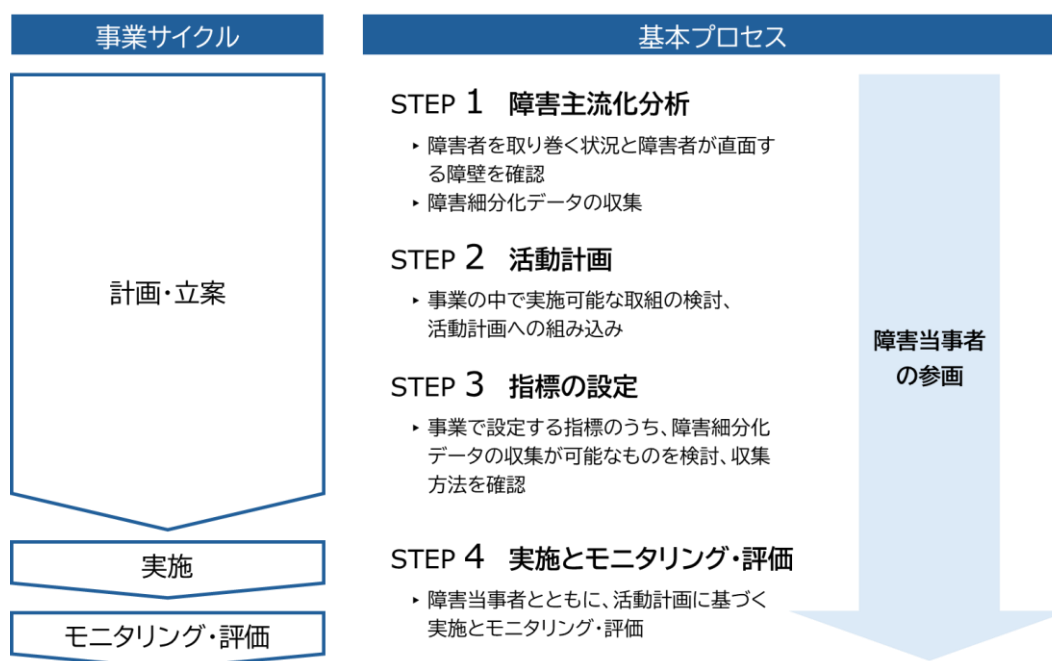 事業サイクル
基本プロセス
計画・立案
STEP 1 障害主流化分析
‣ 障害者を取り巻く状況と障害者が直面す
る障壁を確認
‣ 障害細分化データの収集
STEP 2 活動計画
‣ 事業の中で実施可能な取組の検討、
活動計画への組み込み
STEP 3 指標の設定
‣ 事業で設定する指標のうち、障害細分化
データの収集が可能なものを検討、収集
方法を確認
実施
モニタリング・評価
STEP 4 実施とモニタリング・評価
‣ 障害当事者とともに、活動計画に基づく
実施とモニタリング・評価
障害当事者
の参画